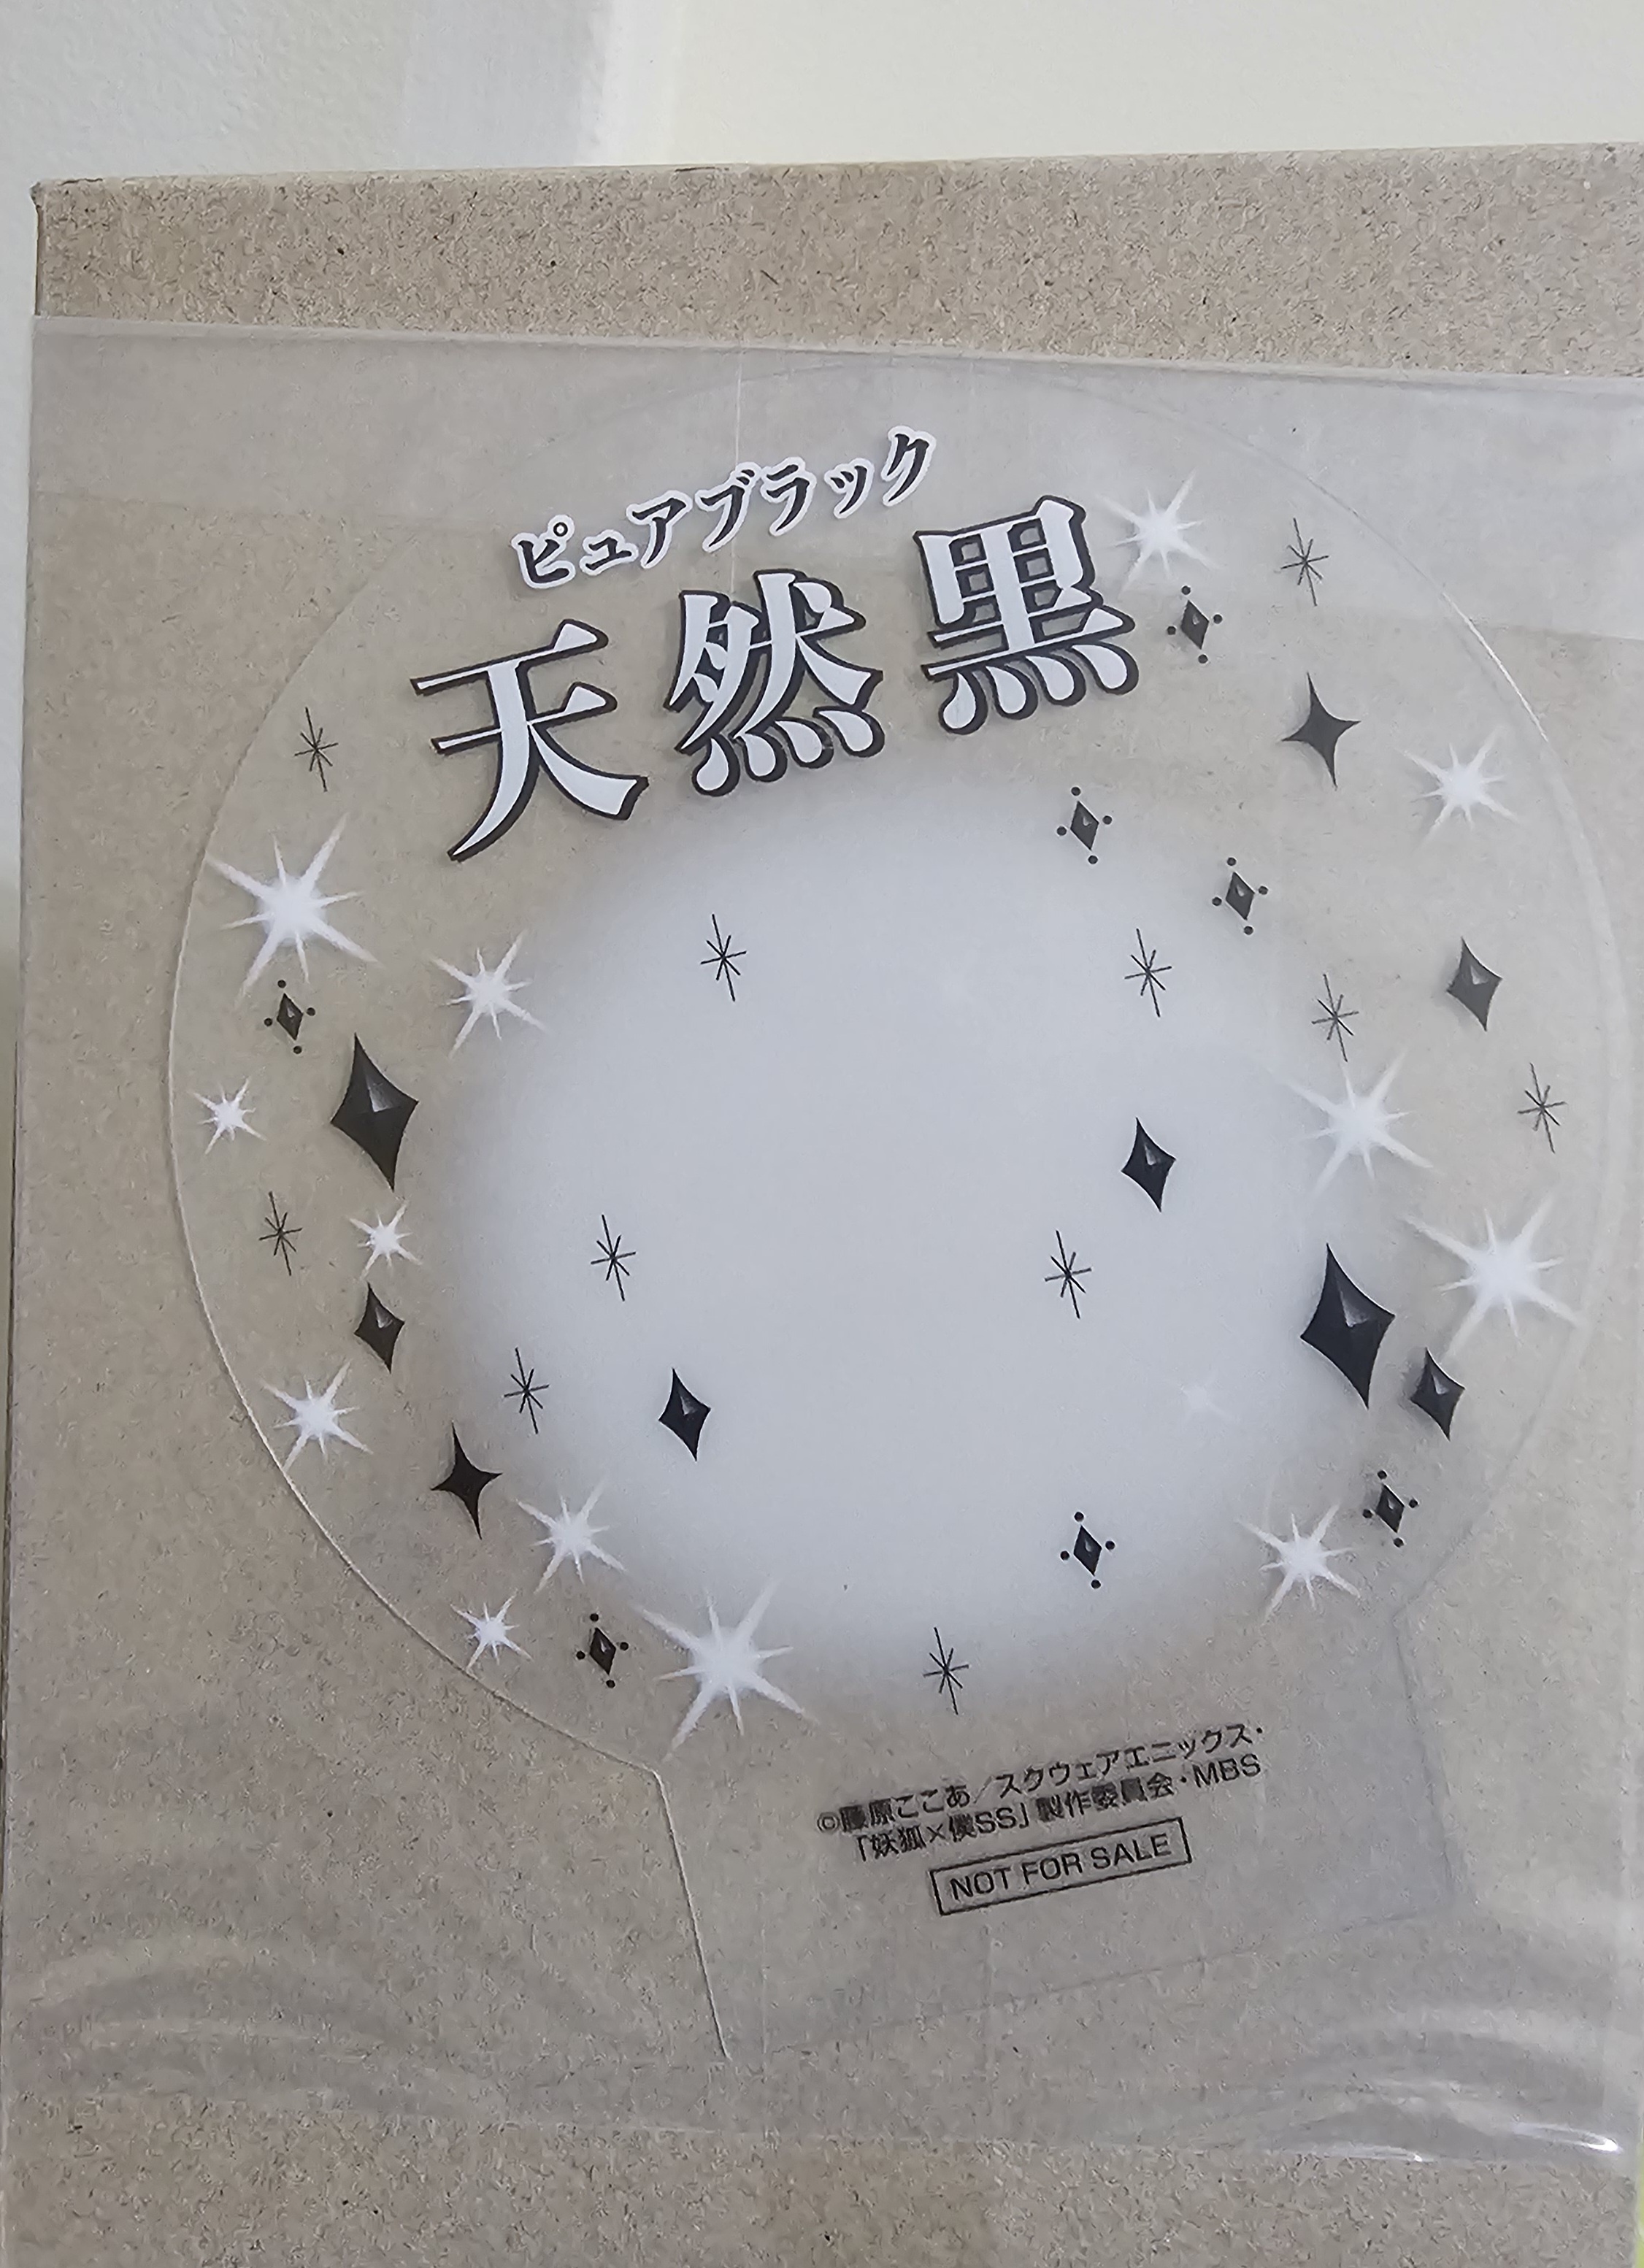 ピュアブラック
天然黒
©藤原ここあ/スクウェアエニックス・
「妖狐×僕SS」製作委員会・MBS
NOT FOR SALE